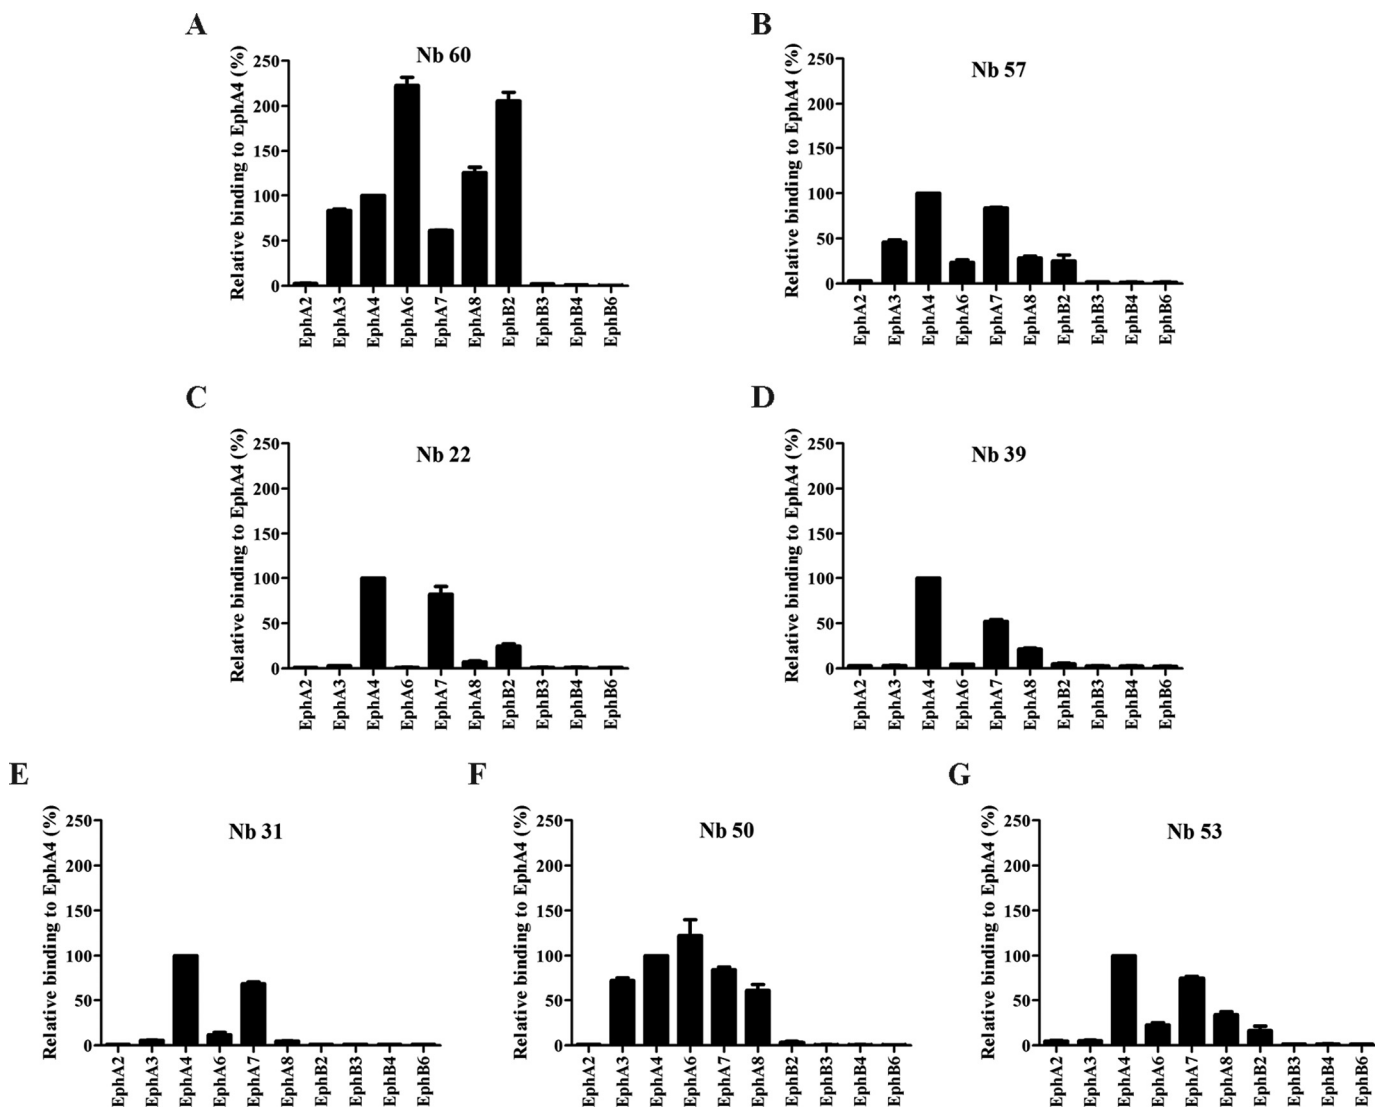 A
Nb 60
Relative binding to EphA4 (%)
250
200
150
100
50
0
EphA2
EphA3
EphA4
EphA6
EphA7
EphA8
EphB2
EphB3
EphB4
EphB6
B
Nb 57
Relative binding to EphA4 (%)
250
200
150
100
50
0
EphA2
EphA3
EphA4
EphA6
EphA7
EphA8
EphB2
EphB3
EphB4
EphB6
C
Nb 22
Relative binding to EphA4 (%)
250
200
150
100
50
0
EphA2
EphA3
EphA4
EphA6
EphA7
EphA8
EphB2
EphB3
EphB4
EphB6
D
Nb 39
Relative binding to EphA4 (%)
250
200
150
100
50
0
EphA2
EphA3
EphA4
EphA6
EphA7
EphA8
EphB2
EphB3
EphB4
EphB6
E
Nb 31
Relative binding to EphA4 (%)
250
200
150
100
50
0
EphA2
EphA3
EphA4
EphA6
EphA7
EphA8
EphB2
EphB3
EphB4
EphB6
F
Nb 50
Relative binding to EphA4 (%)
250
200
150
100
50
0
EphA2
EphA3
EphA4
EphA6
EphA7
EphA8
EphB2
EphB3
EphB4
EphB6
G
Nb 53
Relative binding to EphA4 (%)
250
200
150
100
50
0
EphA2
EphA3
EphA4
EphA6
EphA7
EphA8
EphB2
EphB3
EphB4
EphB6